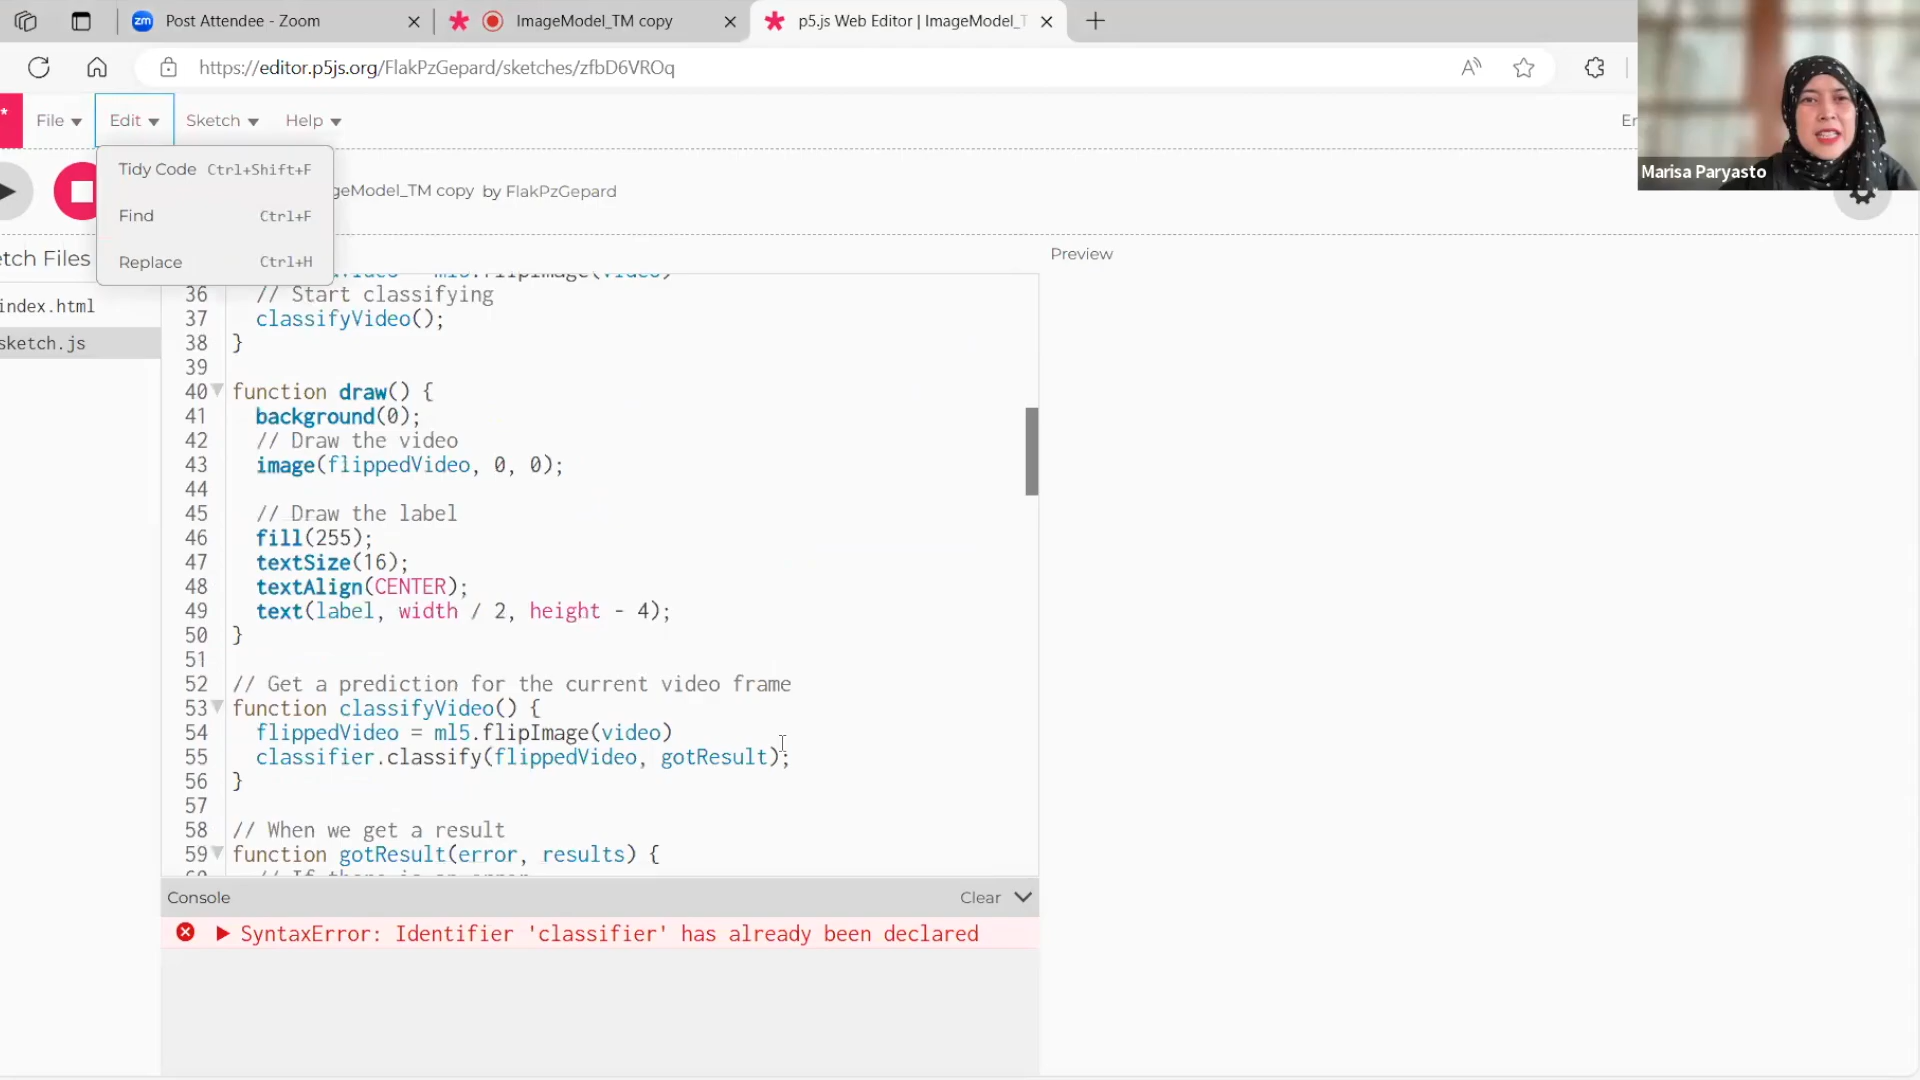 Post Attendee - Zoom
ImageModel_TM copy
p5.js Web Editor | ImageModel_T
https://editor.p5js.org/FlakPzGepard/sketches/zfbD6VROq
File
Edit
Sketch
Help
Marisa Paryasto
Tidy Code Ctrl+Shift+F
Find Ctrl+F
Replace Ctrl+H
geModel_TM copy by FlakPzGepard
etch Files
Preview
index.html
sketch.js
36 // Start classifying
37 classifyVideo();
38 }
39
40 function draw() {
41 background(0);
42 // Draw the video
43 image(flippedVideo, 0, 0);
44
45 // Draw the label
46 fill(255);
47 textSize(16);
48 textAlign(CENTER);
49 text(label, width / 2, height - 4);
50 }
51
52 // Get a prediction for the current video frame
53 function classifyVideo() {
54 flippedVideo = ml5.flipImage(video)
55 classifier.classify(flippedVideo, gotResult);
56 }
57
58 // When we get a result
59 function gotResult(error, results) {
Console
Clear
SyntaxError: Identifier 'classifier' has already been declared